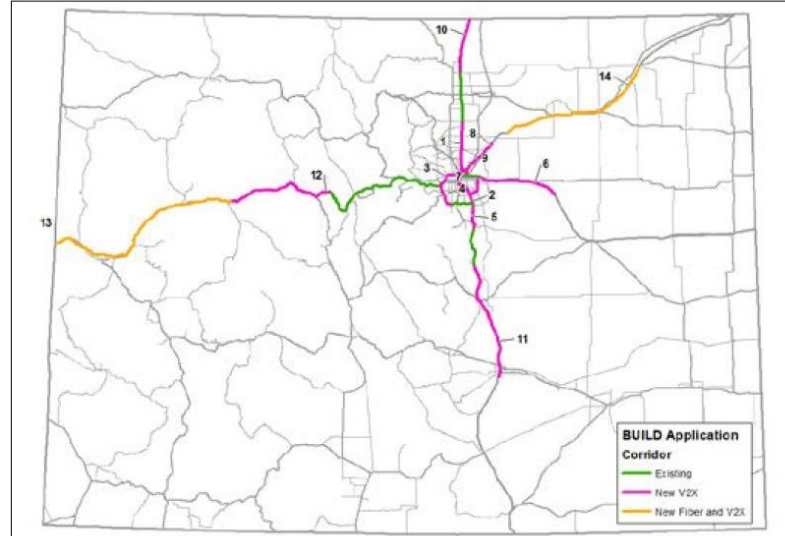 10
14
1
8
9
12
3
7
6
4
2
5
13
11
BUILD Application
Corridor
Existing
New V2X
New Fiber and V2X